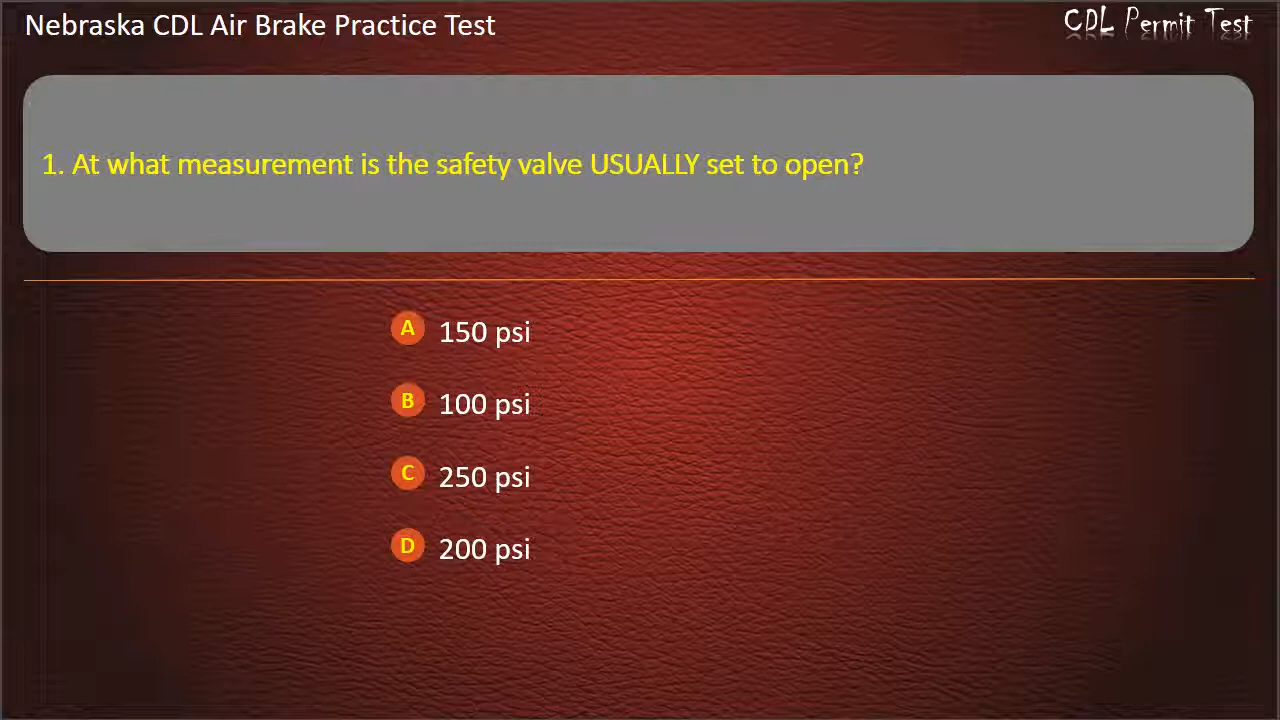 Nebraska CDL Air Brake Practice Test
CDL Permit Test
1. At what measurement is the safety valve USUALLY set to open?
A 150 psi
B 100 psi
C 250 psi
D 200 psi